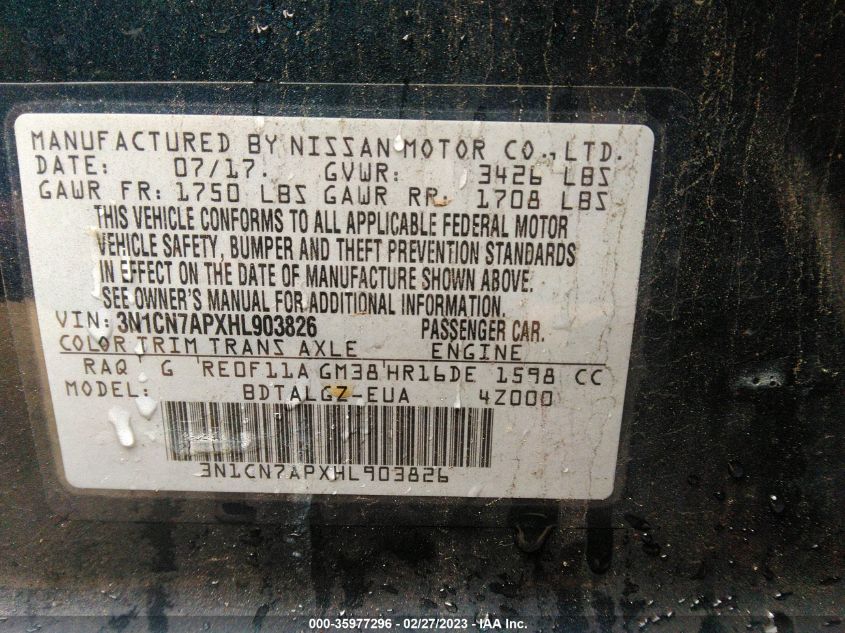 MANUFACTURED BY NISSAN MOTOR CO., LTD.
DATE: 07/17. GVWR: 3426 LBS
GAWR FR: 1750 LBS GAWR RR. 1708 LBS
THIS VEHICLE CONFORMS TO ALL APPLICABLE FEDERAL MOTOR
VEHICLE SAFETY, BUMPER AND THEFT PREVENTION STANDARDS
IN EFFECT ON THE DATE OF MANUFACTURE SHOWN ABOVE.
SEE OWNER'S MANUAL FOR ADDITIONAL INFORMATION.
VIN: 3N1CN7APXHL903826 PASSENGER CAR.
COLOR TRIM TRANS AXLE ENGINE
RAQ G RE0F11A GM38 HR16DE 1598 CC
MODEL: BDTALGZ-EUA 4Z000
3N1CN7APXHL903826
000-35977296 - 02/27/2023 - IAA Inc.